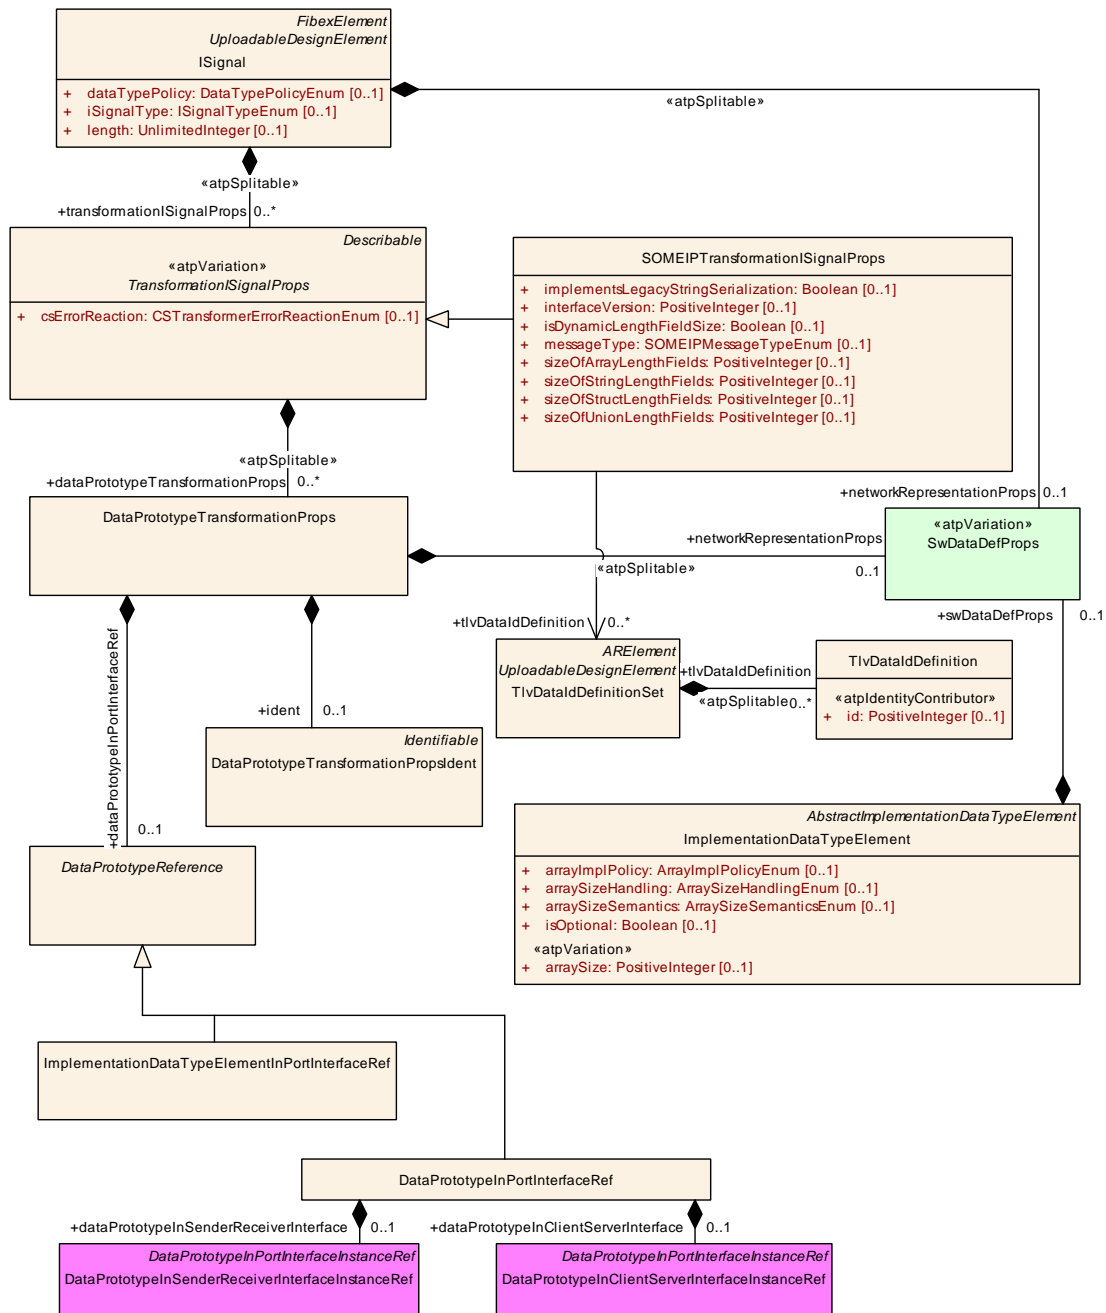 FibexElement
UploadableDesignElement
ISignal
+ dataTypePolicy: DataTypePolicyEnum [0..1]
+ iSignalType: ISignalTypeEnum [0..1]
+ length: UnlimitedInteger [0..1]
«atpSplitable»
«atpSplitable»
+transformationISignalProps 0..*
Describable
«atpVariation»
TransformationISignalProps
+ csErrorReaction: CSTransformerErrorReactionEnum [0..1]
SOMEIPTransformationISignalProps
+ implementsLegacyStringSerialization: Boolean [0..1]
+ interfaceVersion: PositiveInteger [0..1]
+ isDynamicLengthFieldSize: Boolean [0..1]
+ messageType: SOMEIPMessageTypeEnum [0..1]
+ sizeOfArrayLengthFields: PositiveInteger [0..1]
+ sizeOfStringLengthFields: PositiveInteger [0..1]
+ sizeOfStructLengthFields: PositiveInteger [0..1]
+ sizeOfUnionLengthFields: PositiveInteger [0..1]
«atpSplitable»
+dataPrototypeTransformationProps 0..*
DataPrototypeTransformationProps
+networkRepresentationProps 0..1
«atpVariation»
SwDataDefProps
+networkRepresentationProps
0..1
«atpSplitable»
+swDataDefProps 0..1
+tlvDataIdDefinition 0..*
ARElement
UploadableDesignElement
TlvDataIdDefinitionSet
+tlvDataIdDefinition
«atpSplitable 0..*
TlvDataIdDefinition
«atpIdentityContributor»
+ id: PositiveInteger [0..1]
+dataPrototypeInPortInterfaceRef
0..1
+ident 0..1
Identifiable
DataPrototypeTransformationPropsIdent
AbstractImplementationDataTypeElement
ImplementationDataTypeElement
+ arrayImplPolicy: ArrayImplPolicyEnum [0..1]
+ arraySizeHandling: ArraySizeHandlingEnum [0..1]
+ arraySizeSemantics: ArraySizeSemanticsEnum [0..1]
+ isOptional: Boolean [0..1]
«atpVariation»
+ arraySize: PositiveInteger [0..1]
DataPrototypeReference
ImplementationDataTypeElementInPortInterfaceRef
DataPrototypeInPortInterfaceRef
+dataPrototypeInSenderReceiverInterface 0..1
+dataPrototypeInClientServerInterface 0..1
DataPrototypeInPortInterfaceInstanceRef
DataPrototypeInSenderReceiverInterfaceInstanceRef
DataPrototypeInPortInterfaceInstanceRef
DataPrototypeInClientServerInterfaceInstanceRef